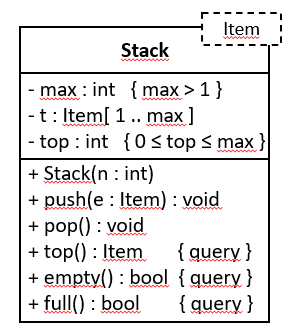 Item
Stack
- max : int { max > 1 }
- t : Item[ 1 .. max ]
- top : int { 0 ≤ top ≤ max }
+ Stack(n : int)
+ push(e : Item) : void
+ pop() : void
+ top() : Item { query }
+ empty() : bool { query }
+ full() : bool { query }